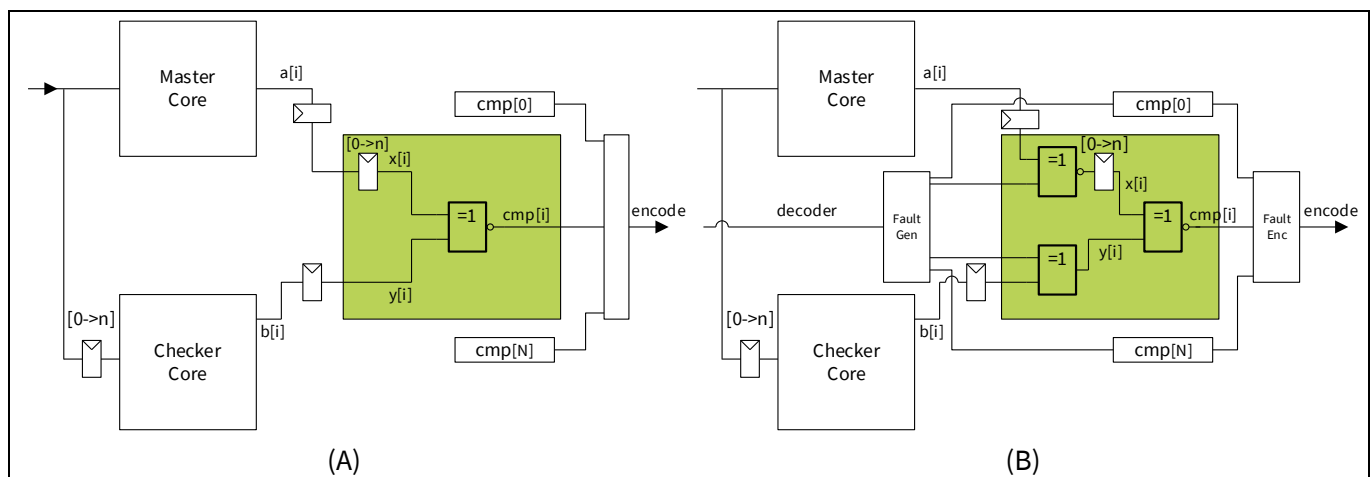 Master
Core
a[i]
cmp[0]
[0->n]
x[i]
=1
cmp[i]
encode
y[i]
[0->n]
b[i]
Checker
Core
cmp[N]
(A)
Master
Core
a[i]
cmp[0]
[0->n]
=1
x[i]
decoder
Fault
Gen
=1
cmp[i]
Fault
Enc
encode
=1
y[i]
[0->n]
b[i]
Checker
Core
cmp[N]
(B)